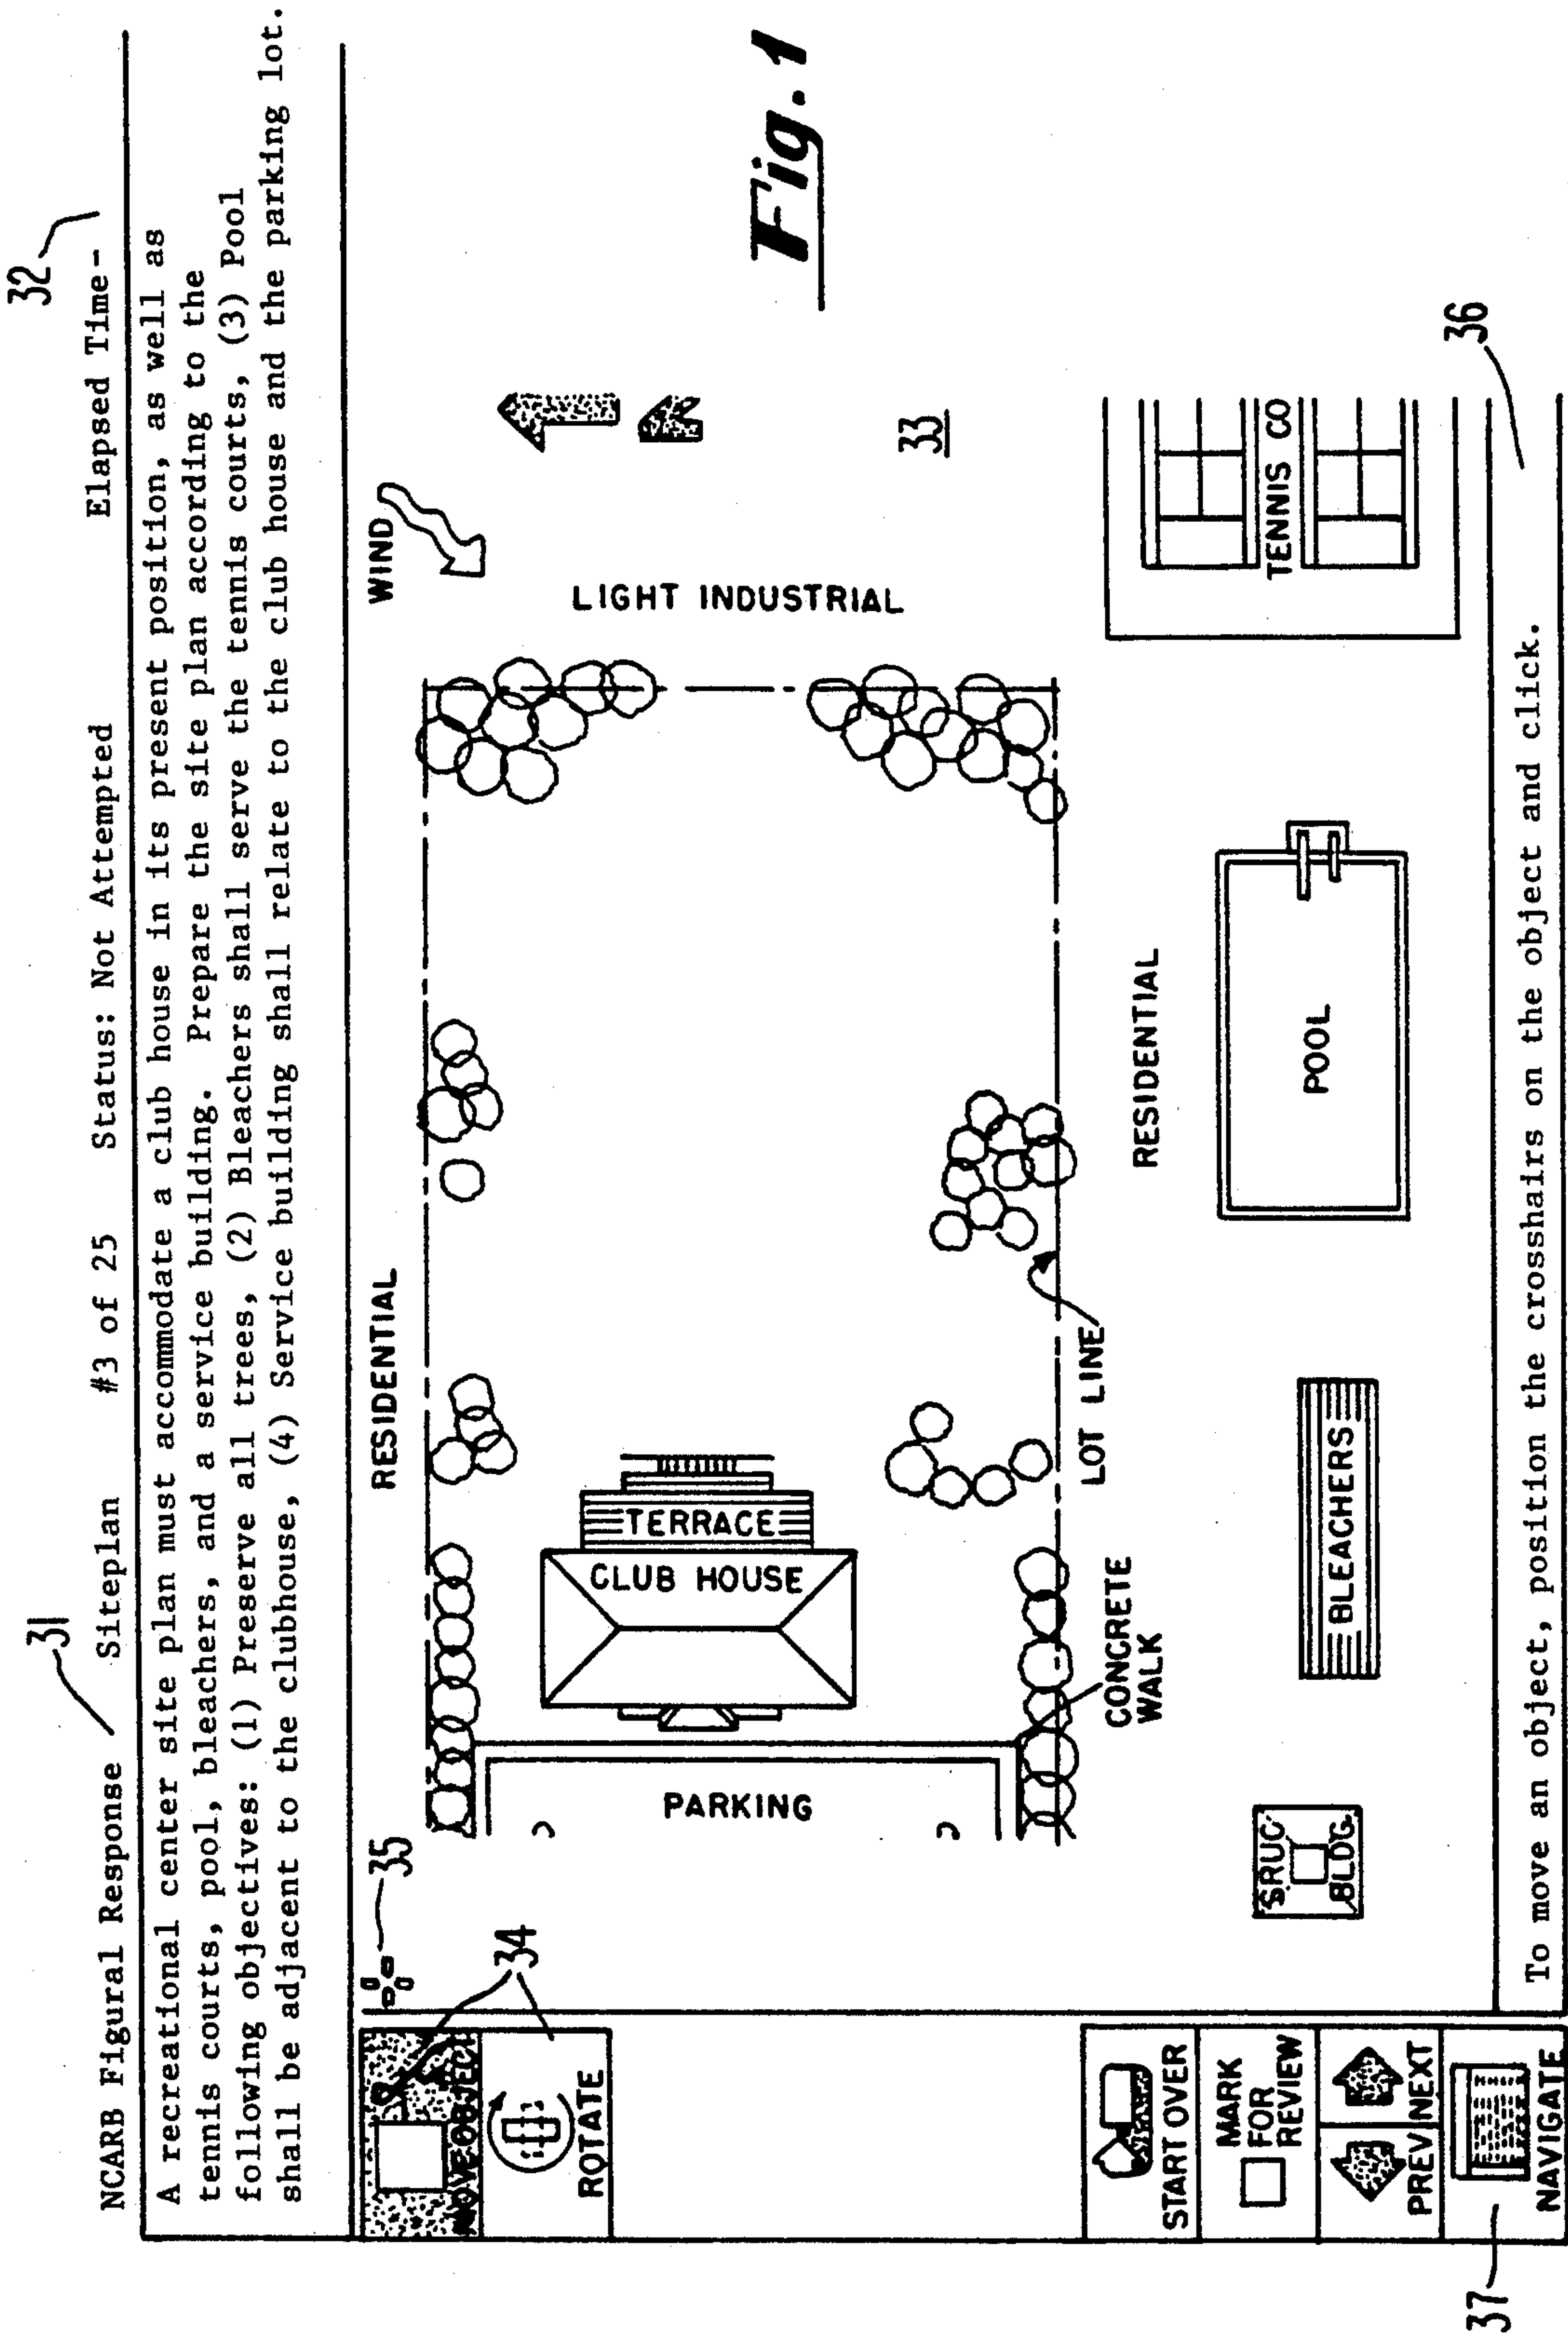 32
31
NCARB Figural Response Siteplan #3 of 25 Status: Not Attempted Elapsed Time-
A recreational center site plan must accommodate a club house in its present position, as well as
tennis courts, pool, bleachers, and a service building. Prepare the site plan according to the
following objectives: (1) Preserve all trees, (2) Bleachers shall serve the tennis courts, (3) Pool
shall be adjacent to the clubhouse, (4) Service building shall relate to the club house and the parking lot.
MOVE OBJECT
ROTATE
34
35
RESIDENTIAL
WIND
N
PARKING
CLUB HOUSE
TERRACE
LIGHT INDUSTRIAL
33
Fig. 1
CONCRETE
WALK
LOT LINE
RESIDENTIAL
SRUC
BLDG.
BLEACHERS
POOL
TENNIS CO
START OVER
MARK
FOR
REVIEW
PREV NEXT
NAVIGATE
37
36
To move an object, position the crosshairs on the object and click.